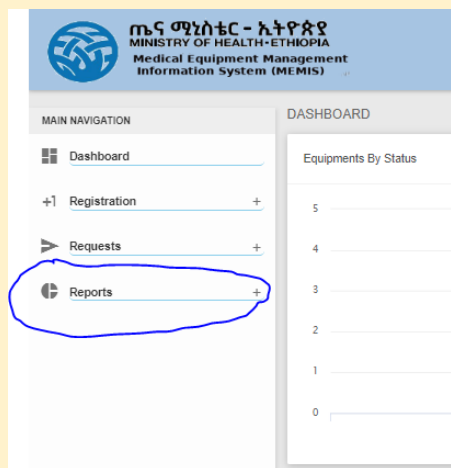 ጤና ሚኒስቴር - ኢትዮጵያ
MINISTRY OF HEALTH-ETHIOPIA
Medical Equipment Management
Information System (MEMIS)
MAIN NAVIGATION
DASHBOARD
Dashboard
Equipments By Status
+1 Registration +
Requests +
Reports +
5
4
3
2
1
0